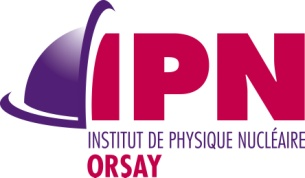 IPN
INSTITUT DE PHYSIQUE NUCLÉAIRE
ORSAY